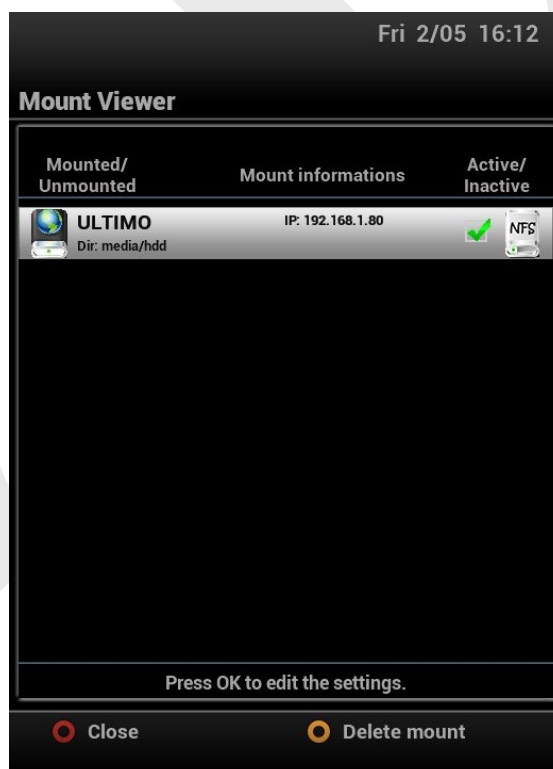 Fri 2/05 16:12
Mount Viewer
Mounted/
Unmounted
Mount informations
Active/
Inactive
ULTIMO
IP: 192.168.1.80
Dir: media/hdd
NFS
Press OK to edit the settings.
Close
Delete mount